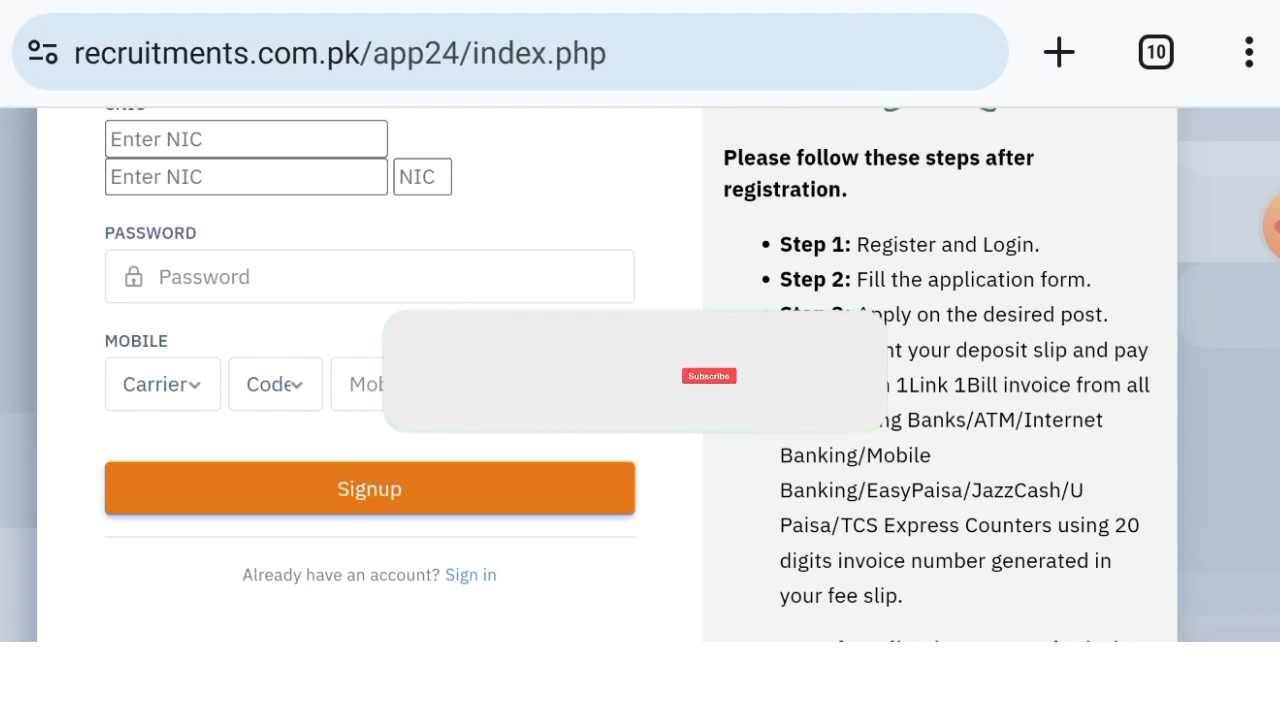 recruitments.com.pk/app24/index.php
10
Enter NIC
Enter NIC
NIC
PASSWORD
Password
MOBILE
Carrier
Code
Signup
Already have an account? Sign in
Subscribe
Please follow these steps after
registration.
• Step 1: Register and Login.
• Step 2: Fill the application form.
Apply on the desired post.
your deposit slip and pay
1Link 1Bill invoice from all
Banks/ATM/Internet
Banking/Mobile
Banking/EasyPaisa/JazzCash/U
Paisa/TCS Express Counters using 20
digits invoice number generated in
your fee slip.